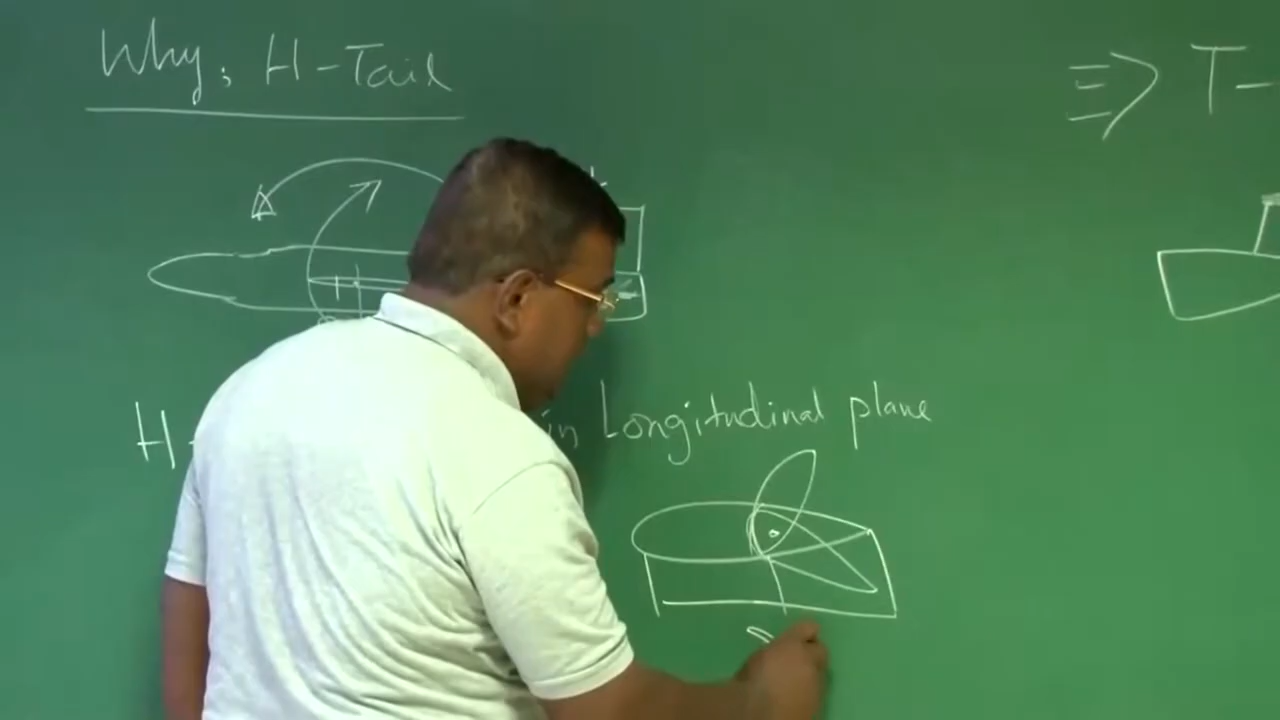 Why; H-Tail
⇒ T-
H- in Longitudinal plane